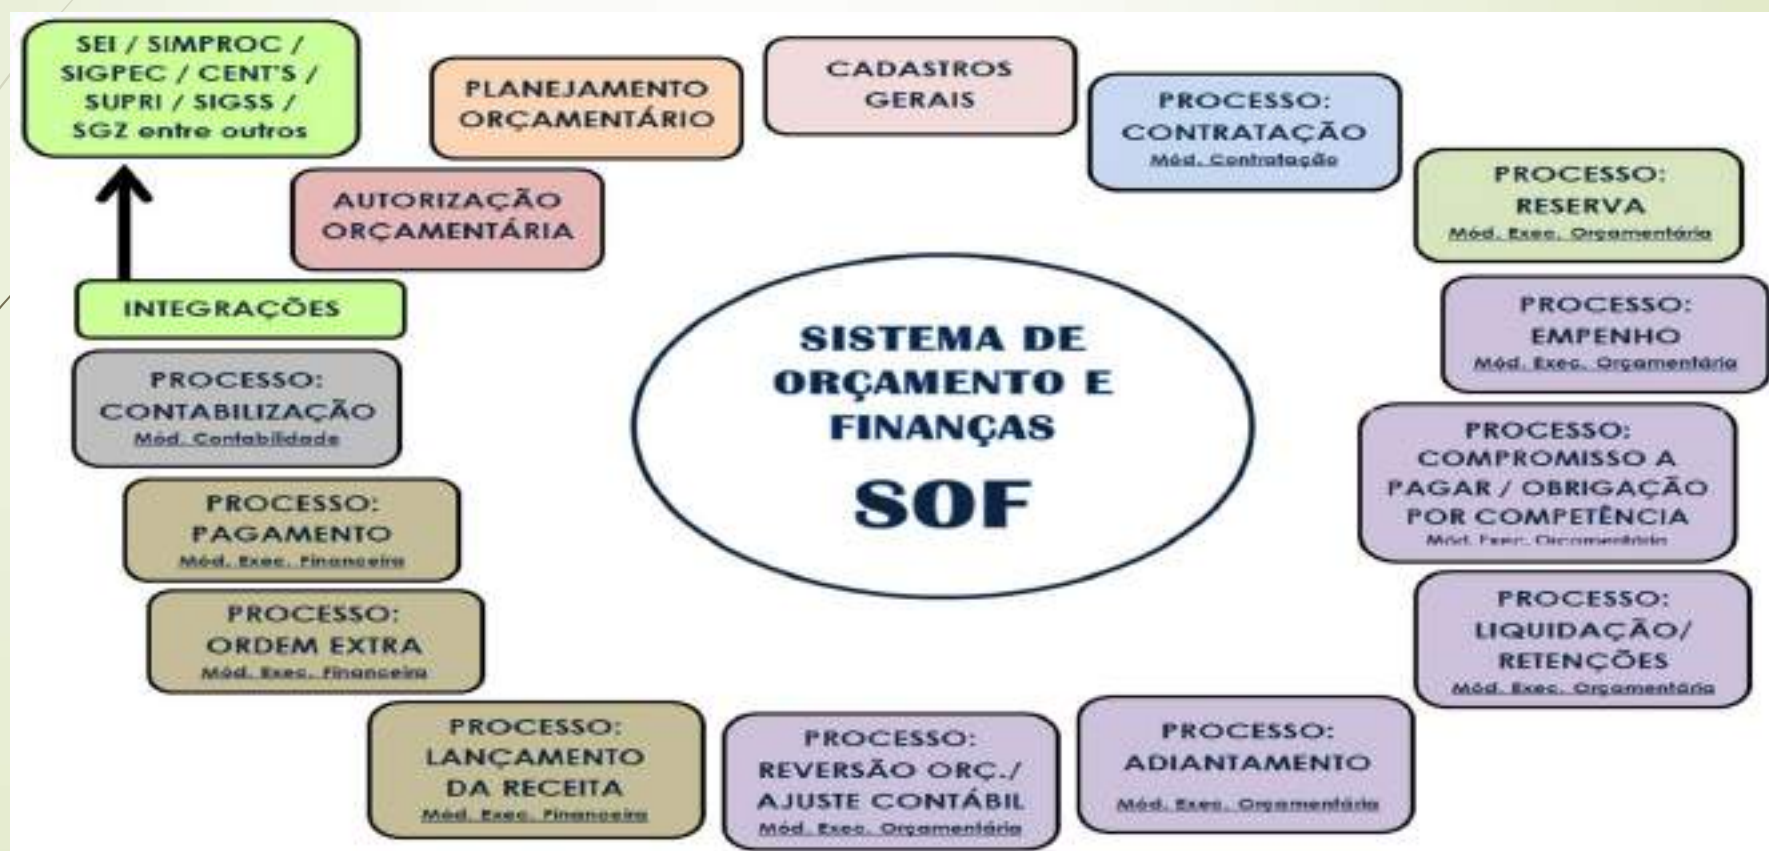 SEI / SIMPROC /
SIGPEC / CENT'S /
SUPRI / SIGSS /
SGZ entre outros
PLANEJAMENTO
ORÇAMENTÁRIO
CADASTROS
GERAIS
PROCESSO:
CONTRATAÇÃO
Mód. Contratação
PROCESSO:
RESERVA
Mód. Exec. Orçamentária
AUTORIZAÇÃO
ORÇAMENTÁRIA
INTEGRAÇÕES
PROCESSO:
EMPENHO
Mód. Exec. Orçamentária
SISTEMA DE
ORÇAMENTO E
FINANÇAS
SOF
PROCESSO:
CONTABILIZAÇÃO
Mód. Contabilidade
PROCESSO:
COMPROMISSO A
PAGAR / OBRIGAÇÃO
POR COMPETÊNCIA
Mód. Exec. Orçamentária
PROCESSO:
PAGAMENTO
Mód. Exec. Financeira
PROCESSO:
LIQUIDAÇÃO/
RETENÇÕES
Mód. Exec. Orçamentária
PROCESSO:
ORDEM EXTRA
Mód. Exec. Financeira
PROCESSO:
LANÇAMENTO
DA RECEITA
Mód. Exec. Financeira
PROCESSO:
REVERSÃO ORÇ./
AJUSTE CONTÁBIL
Mód. Exec. Orçamentária
PROCESSO:
ADIANTAMENTO
Mód. Exec. Orçamentária